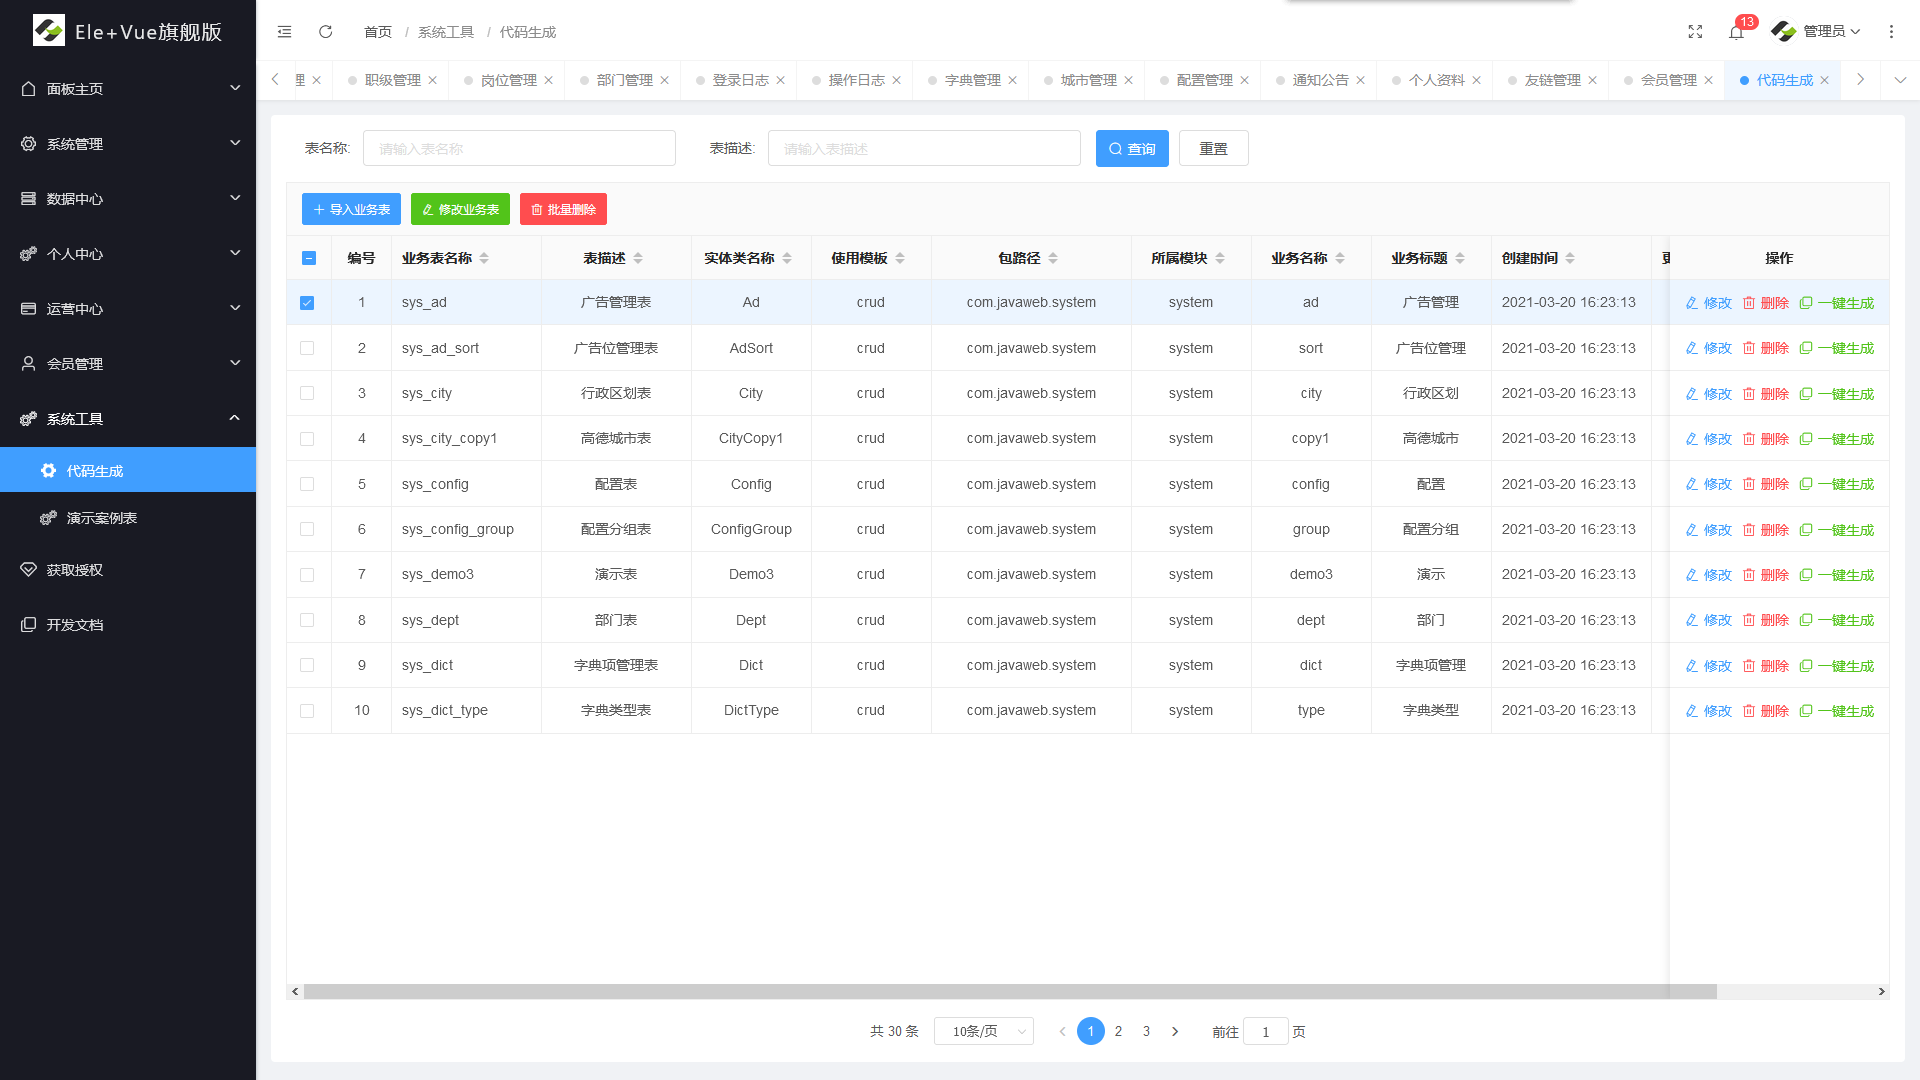 Ele+Vue旗舰版
面板主页
系统管理
数据中心
个人中心
运营中心
会员管理
系统工具
代码生成
演示案例表
获取授权
开发文档
首页 / 系统工具 / 代码生成
13 管理员
理 职级管理 岗位管理 部门管理 登录日志 操作日志 字典管理 城市管理 配置管理 通知公告 个人资料 友链管理 会员管理 代码生成
表名称: 请输入表名称 表描述: 请输入表描述 查询 重置
导入业务表 修改业务表 批量删除
编号 业务表名称 表描述 实体类名称 使用模板 包路径 所属模块 业务名称 业务标题 创建时间 操作
1 sys_ad 广告管理表 Ad crud com.javaweb.system system ad 广告管理 2021-03-20 16:23:13 修改 删除 一键生成
2 sys_ad_sort 广告位管理表 AdSort crud com.javaweb.system system sort 广告位管理 2021-03-20 16:23:13 修改 删除 一键生成
3 sys_city 行政区划表 City crud com.javaweb.system system city 行政区划 2021-03-20 16:23:13 修改 删除 一键生成
4 sys_city_copy1 高德城市表 CityCopy1 crud com.javaweb.system system copy1 高德城市 2021-03-20 16:23:13 修改 删除 一键生成
5 sys_config 配置表 Config crud com.javaweb.system system config 配置 2021-03-20 16:23:13 修改 删除 一键生成
6 sys_config_group 配置分组表 ConfigGroup crud com.javaweb.system system group 配置分组 2021-03-20 16:23:13 修改 删除 一键生成
7 sys_demo3 演示表 Demo3 crud com.javaweb.system system demo3 演示 2021-03-20 16:23:13 修改 删除 一键生成
8 sys_dept 部门表 Dept crud com.javaweb.system system dept 部门 2021-03-20 16:23:13 修改 删除 一键生成
9 sys_dict 字典项管理表 Dict crud com.javaweb.system system dict 字典项管理 2021-03-20 16:23:13 修改 删除 一键生成
10 sys_dict_type 字典类型表 DictType crud com.javaweb.system system type 字典类型 2021-03-20 16:23:13 修改 删除 一键生成
共 30 条 10条/页 1 2 3 前往 1 页